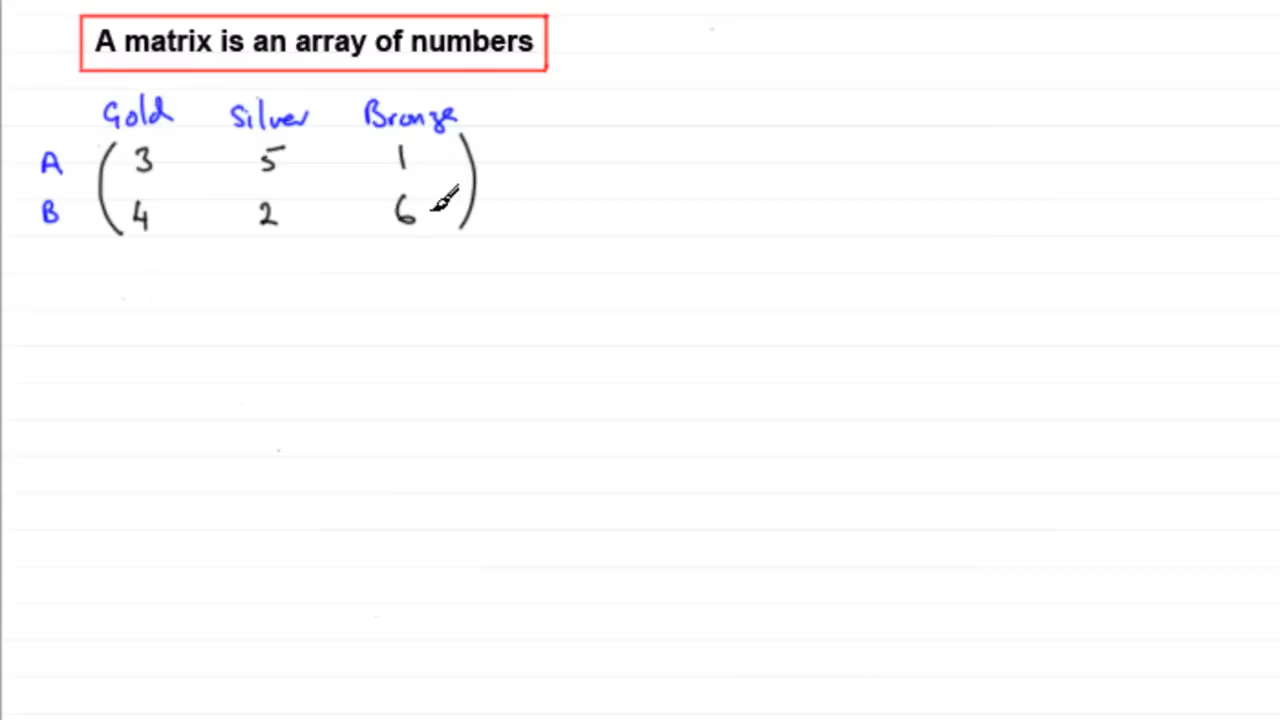 A matrix is an array of numbers
Gold Silver Bronze
A ( 3 5 1 )
B ( 4 2 6 )